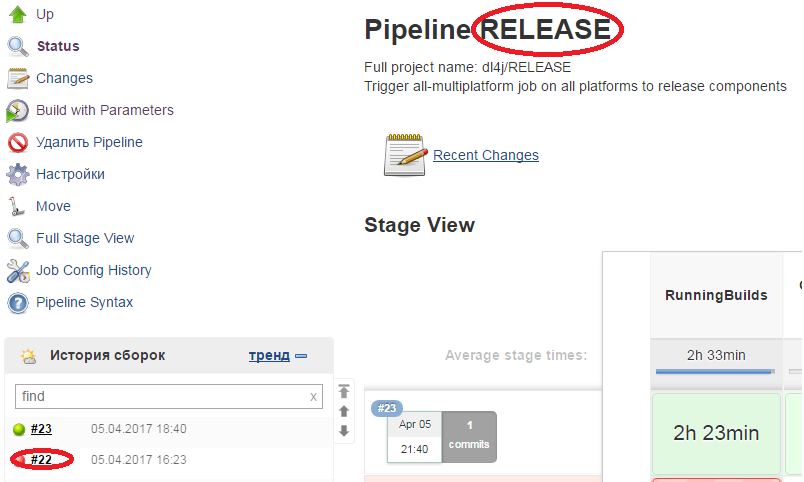 Up
Status
Changes
Build with Parameters
Удалить Pipeline
Настройки
Move
Full Stage View
Job Config History
Pipeline Syntax
История сборок
тренд
find
x
#23
05.04.2017 18:40
#22
05.04.2017 16:23
Pipeline RELEASE
Full project name: dl4j/RELEASE
Trigger all-multiplatform job on all platforms to release components
Recent Changes
Stage View
Average stage times:
#23
Apr 05
21:40
1
commits
RunningBuilds
2h 33min
2h 23min